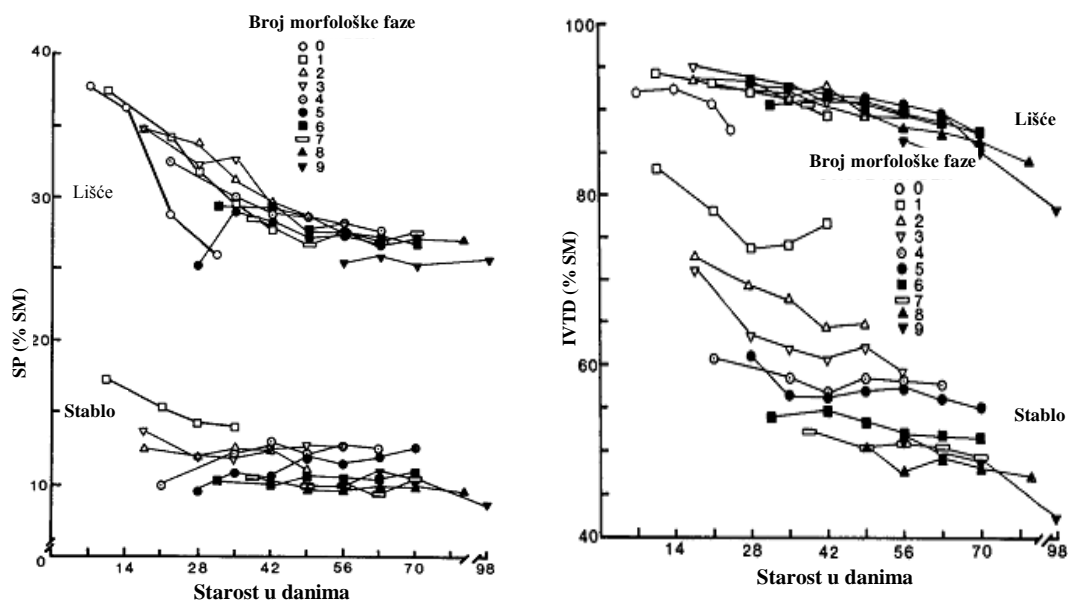 Broj morfološke faze
0
1
2
3
4
5
6
7
8
9
40
30
20
10
0
SP (% SM)
Lišće
Stablo
14 28 42 56 70 98
Starost u danima
100
80
60
40
IVTD (% SM)
Lišće
Broj morfološke faze
0
1
2
3
4
5
6
7
8
9
Stablo
14 28 42 56 70 98
Starost u danima